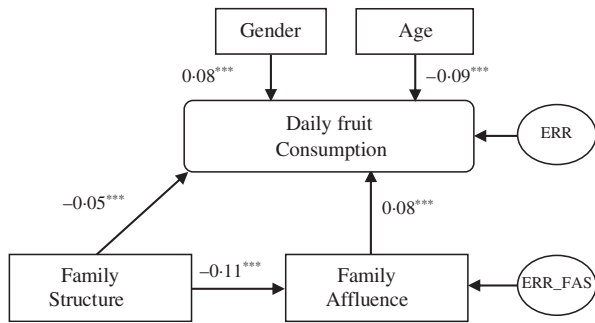 Gender
Age
0·08***
−0·09***
Daily fruit
Consumption
ERR
−0·05***
0·08***
Family
Structure
−0·11***
Family
Affluence
ERR_FAS